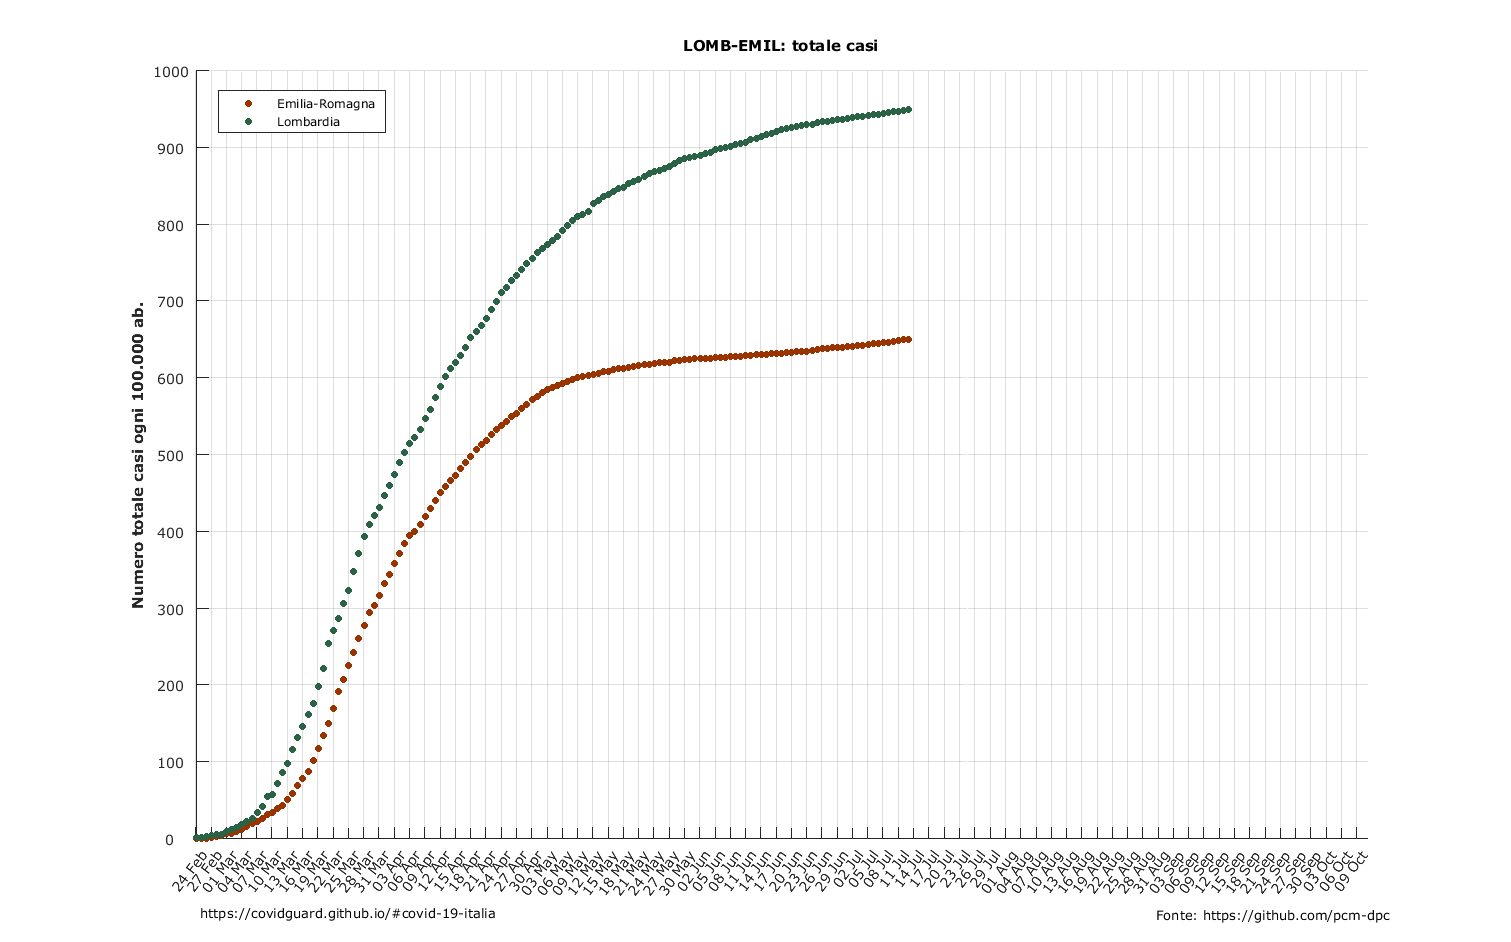 LOMB-EMIL: totale casi
Emilia-Romagna
Lombardia
Numero totale casi ogni 100.000 ab.
1000
900
800
700
600
500
400
300
200
100
0
24 Feb
27 Feb
01 Mar
04 Mar
07 Mar
10 Mar
13 Mar
16 Mar
19 Mar
22 Mar
25 Mar
28 Mar
31 Mar
03 Apr
06 Apr
09 Apr
12 Apr
15 Apr
18 Apr
21 Apr
24 Apr
27 Apr
30 Apr
03 May
06 May
09 May
12 May
15 May
18 May
21 May
24 May
27 May
30 May
02 Jun
05 Jun
08 Jun
11 Jun
14 Jun
17 Jun
20 Jun
23 Jun
26 Jun
29 Jun
02 Jul
05 Jul
08 Jul
11 Jul
14 Jul
17 Jul
20 Jul
23 Jul
26 Jul
29 Jul
01 Aug
04 Aug
07 Aug
10 Aug
13 Aug
16 Aug
19 Aug
22 Aug
25 Aug
28 Aug
31 Aug
03 Sep
06 Sep
09 Sep
12 Sep
15 Sep
18 Sep
21 Sep
24 Sep
27 Sep
30 Sep
03 Oct
06 Oct
09 Oct
https://covidguard.github.io/#covid-19-italia
Fonte: https://github.com/pcm-dpc